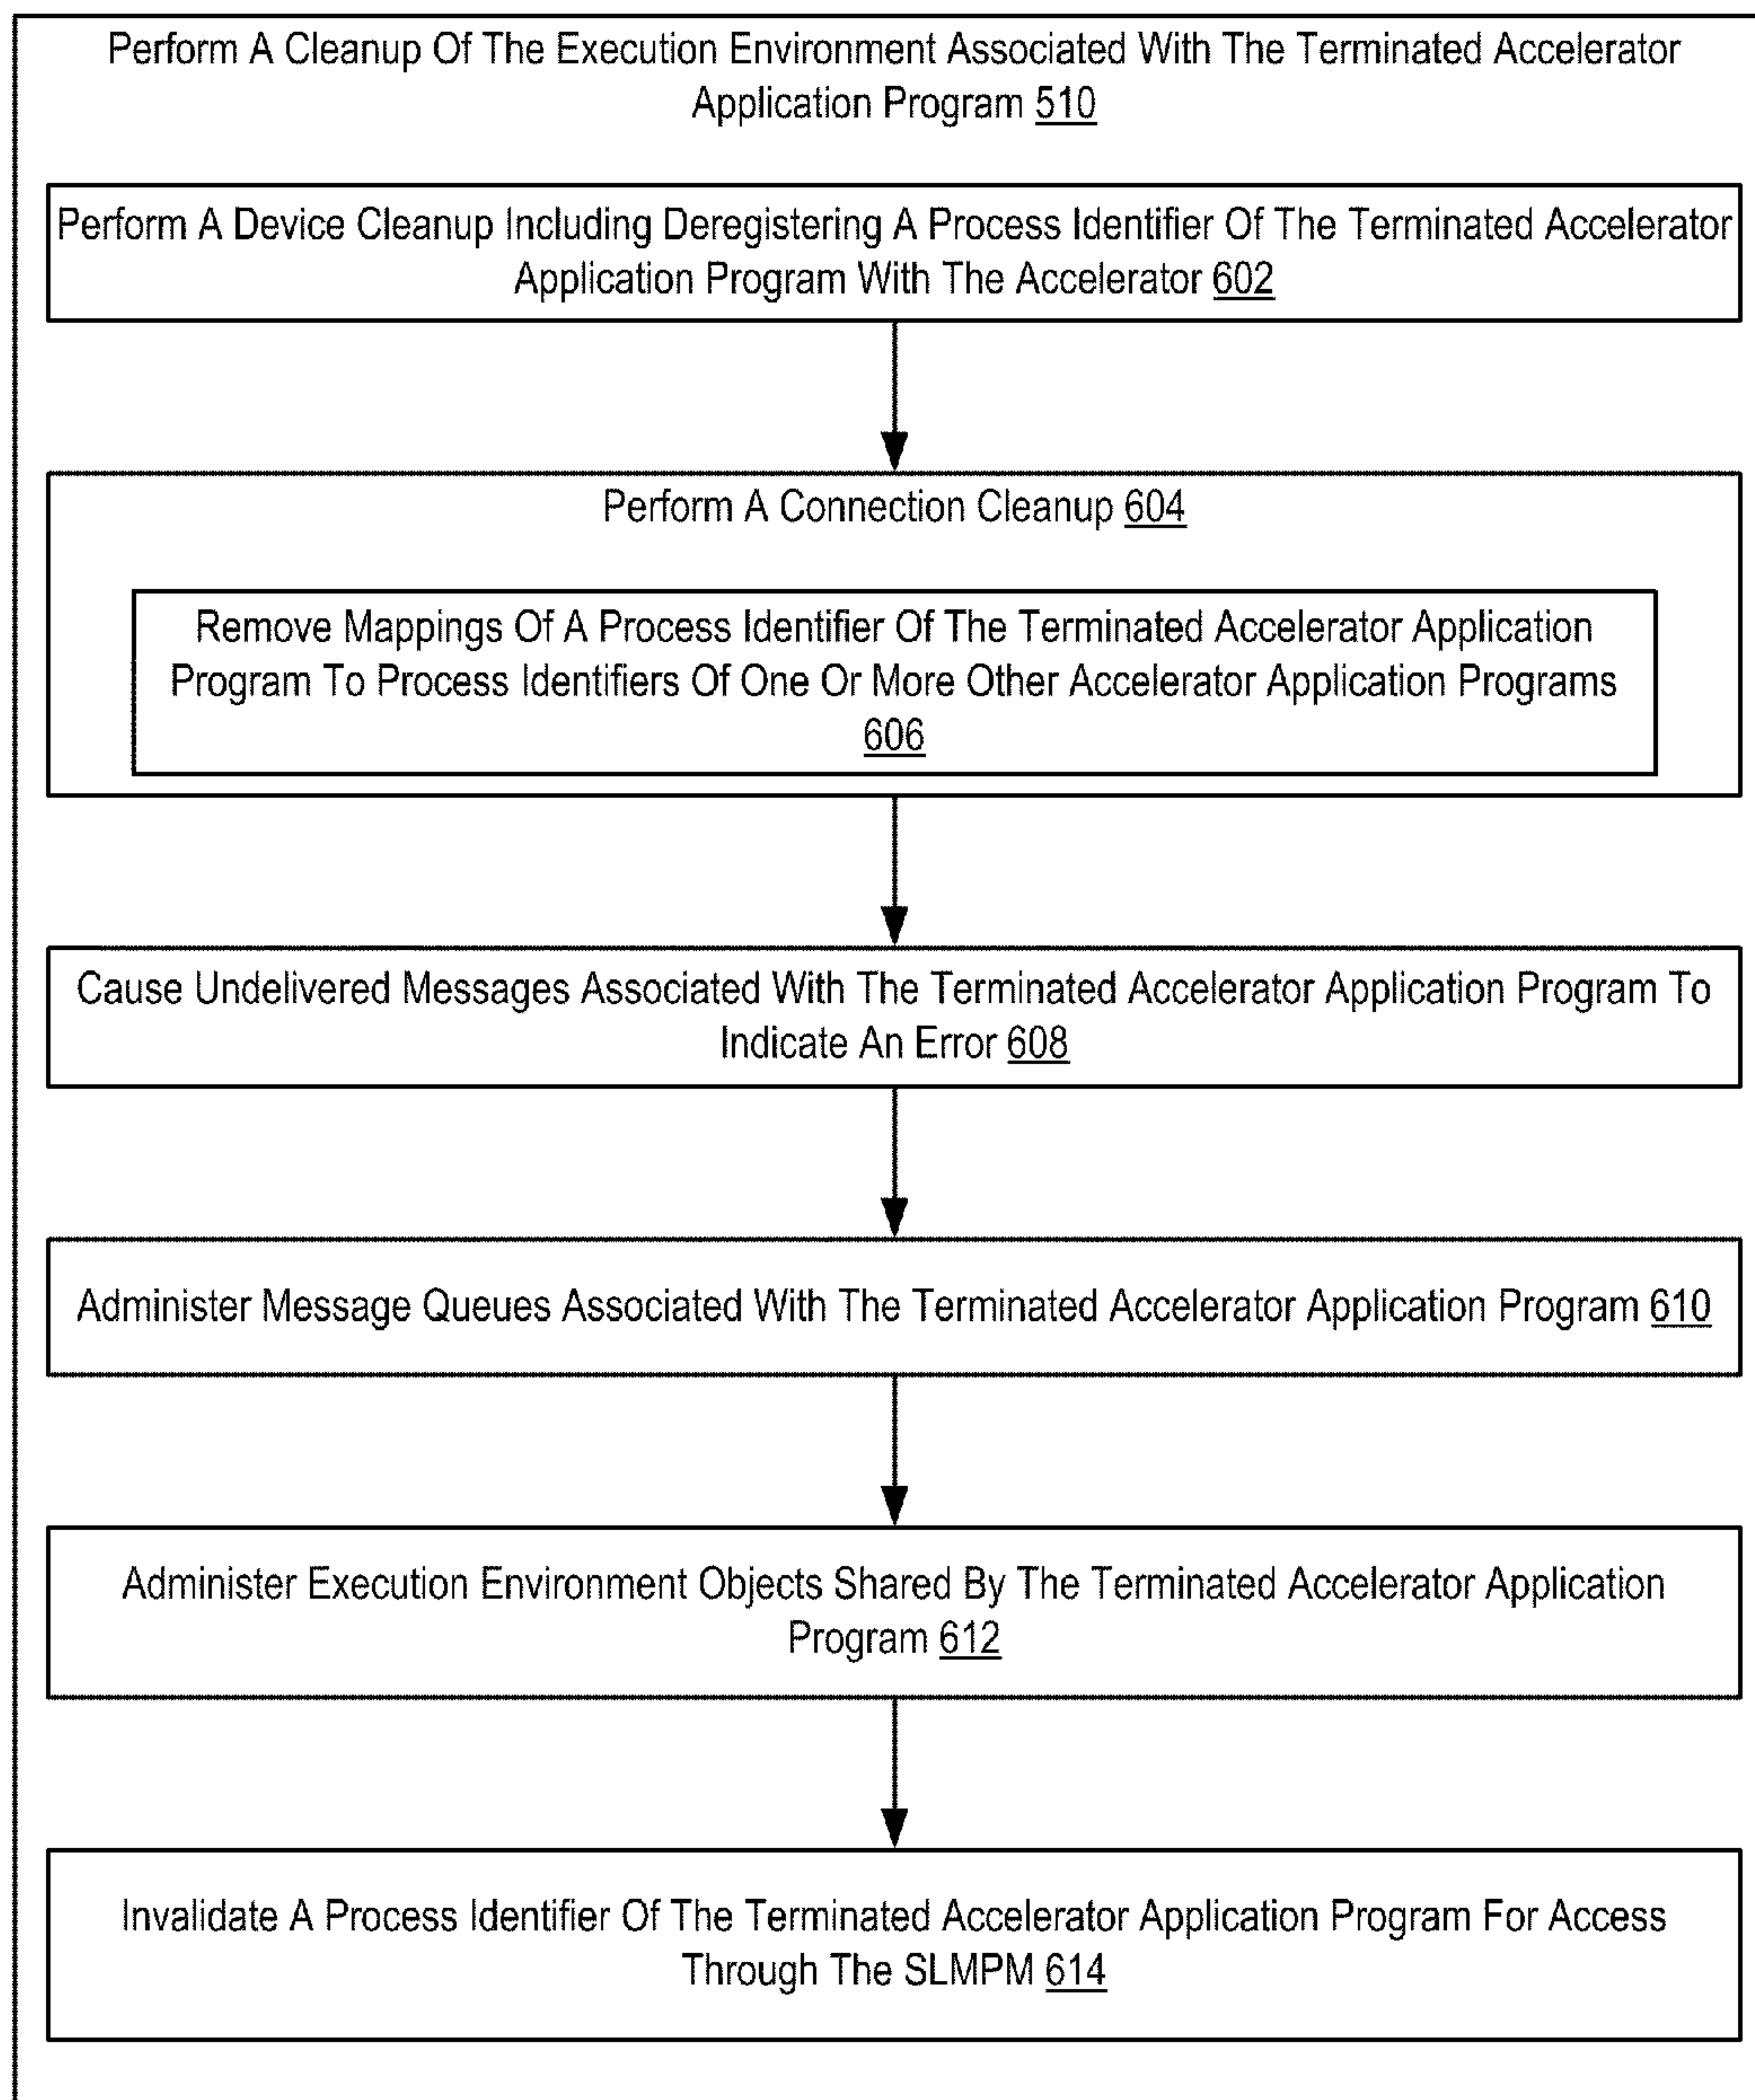 Perform A Cleanup Of The Execution Environment Associated With The Terminated Accelerator
Application Program 510
Perform A Device Cleanup Including Deregistering A Process Identifier Of The Terminated Accelerator
Application Program With The Accelerator 602
Perform A Connection Cleanup 604
Remove Mappings Of A Process Identifier Of The Terminated Accelerator Application
Program To Process Identifiers Of One Or More Other Accelerator Application Programs
606
Cause Undelivered Messages Associated With The Terminated Accelerator Application Program To
Indicate An Error 608
Administer Message Queues Associated With The Terminated Accelerator Application Program 610
Administer Execution Environment Objects Shared By The Terminated Accelerator Application
Program 612
Invalidate A Process Identifier Of The Terminated Accelerator Application Program For Access
Through The SLMPM 614